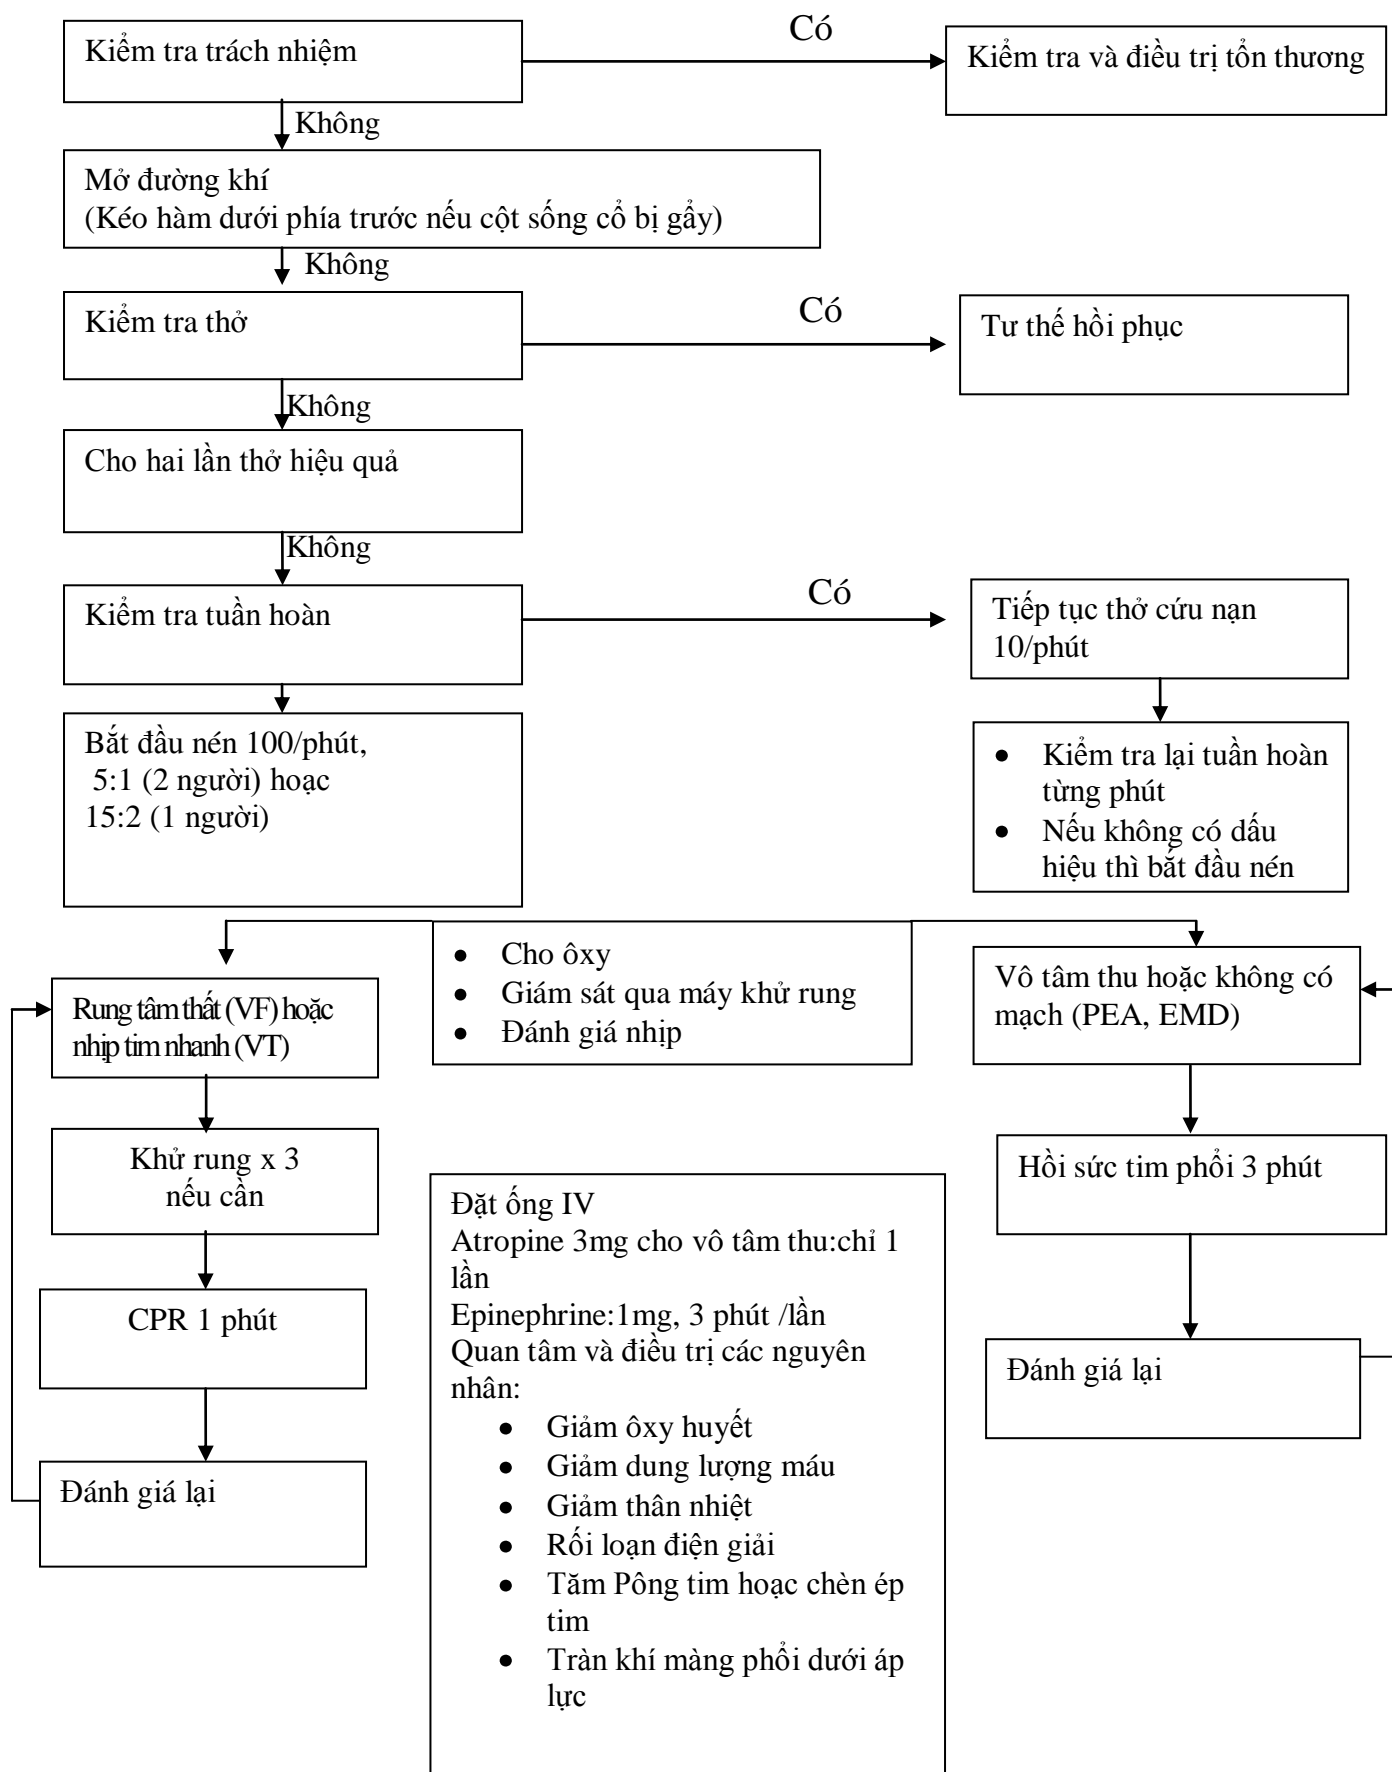 Kiểm tra trách nhiệm
Có
Kiểm tra và điều trị tổn thương
Không
Mở đường khí
(Kéo hàm dưới phía trước nếu cột sống cổ bị gẩy)
Không
Kiểm tra thở
Có
Tư thế hồi phục
Không
Cho hai lần thở hiệu quả
Không
Kiểm tra tuần hoàn
Có
Tiếp tục thở cứu nạn
10/phút
Bắt đầu nén 100/phút,
5:1 (2 người) hoạc
15:2 (1 người)
• Kiểm tra lại tuần hoàn
từng phút
• Nếu không có dấu
hiệu thì bắt đầu nén
• Cho ôxy
• Giám sát qua máy khử rung
• Đánh giá nhịp
Rung tâm thất (VF) hoặc
nhịp tim nhanh (VT)
Vô tâm thu hoặc không có
mạch (PEA, EMD)
Khử rung x 3
nếu cần
Hồi sức tim phổi 3 phút
CPR 1 phút
Đánh giá lại
Đặt ống IV
Atropine 3mg cho vô tâm thu:chỉ 1
lần
Epinephrine:1mg, 3 phút /lần
Quan tâm và điều trị các nguyên
nhân:
• Giảm ôxy huyết
• Giảm dung lượng máu
• Giảm thân nhiệt
• Rối loạn điện giải
• Tăm Pông tim hoạc chèn ép
tim
• Tràn khí màng phổi dưới áp
lực
Đánh giá lại